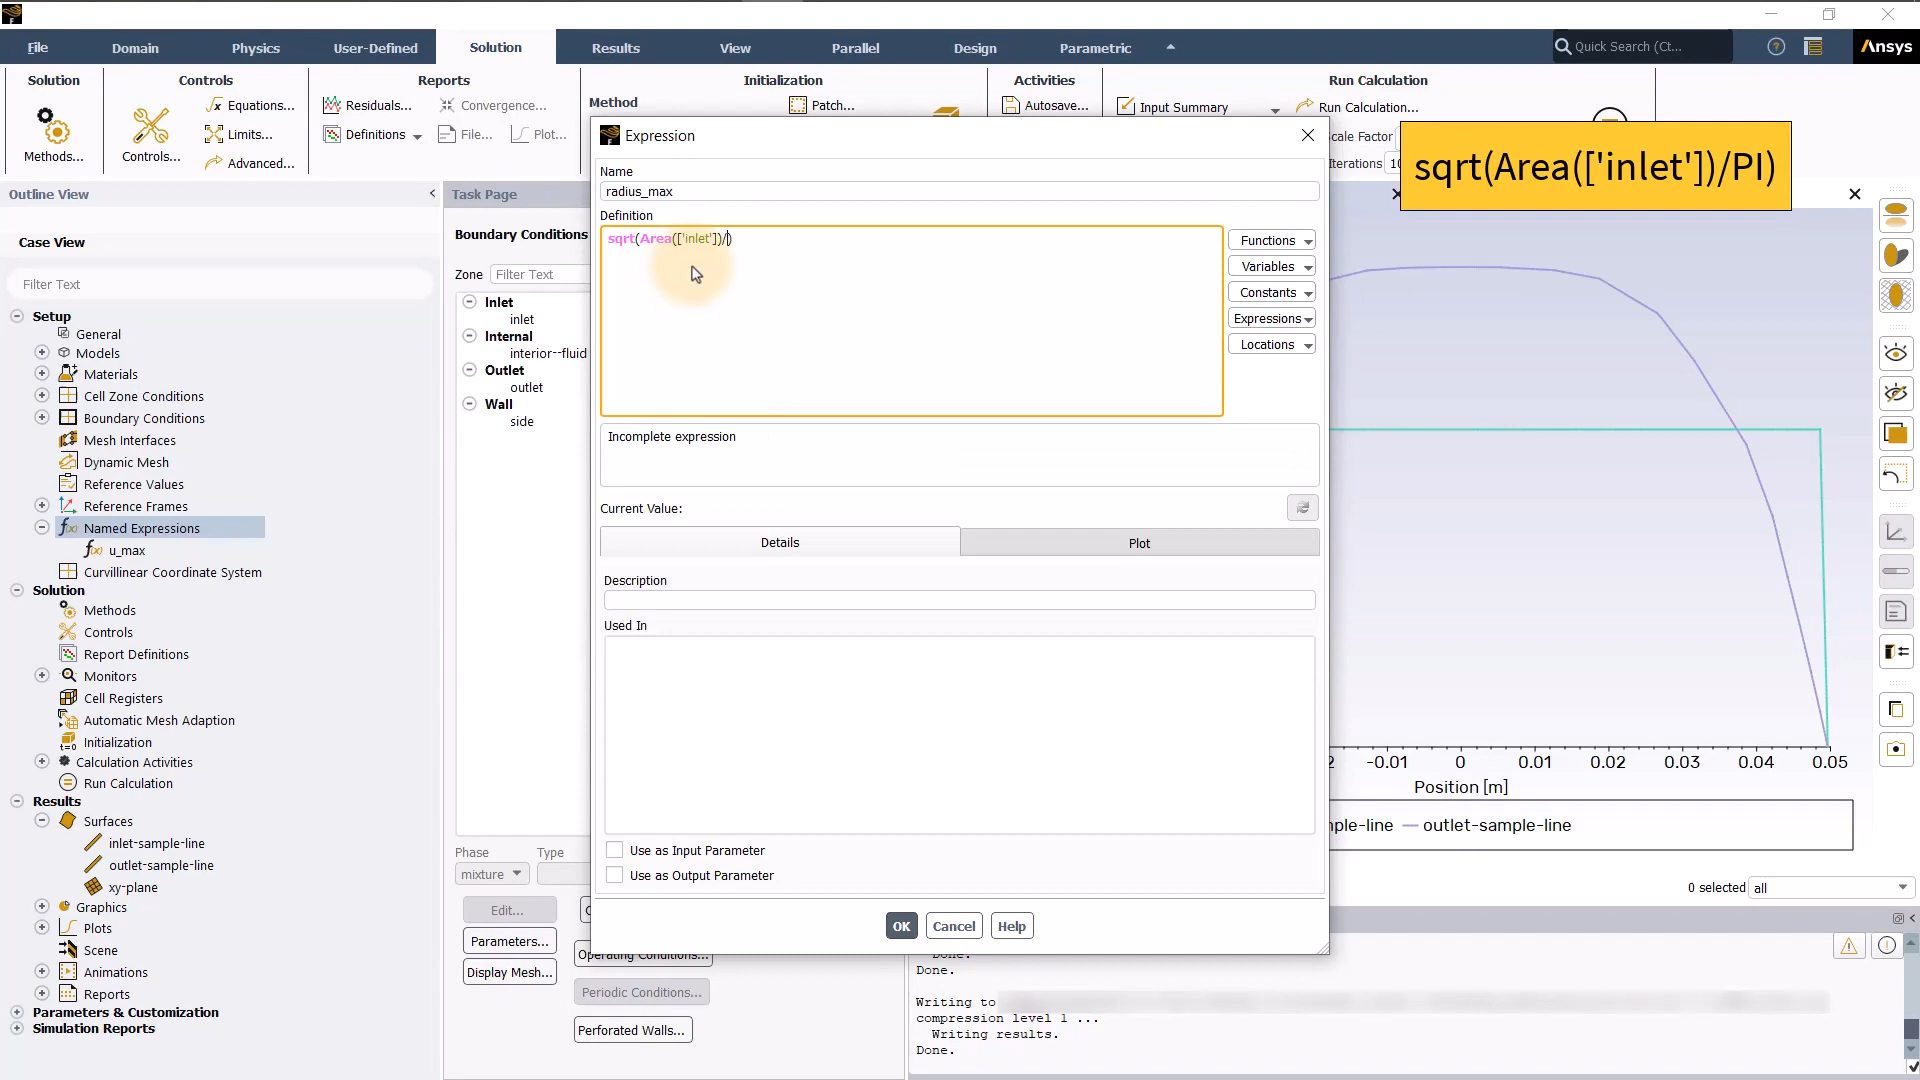 File
Domain
Physics
User-Defined
Solution
Results
View
Parallel
Design
Parametric
Quick Search (Ct...
Ansys
Solution
Methods...
Controls
Controls...
Equations...
Limits...
Advanced...
Reports
Residuals...
Convergence...
Definitions
File...
Plot...
Initialization
Method
Patch...
Activities
Autosave...
Run Calculation
Input Summary
Run Calculation...
cale Factor
Iterations 10
sqrt(Area(['inlet'])/PI)
Outline View
Case View
Filter Text
Setup
General
Models
Materials
Cell Zone Conditions
Boundary Conditions
Mesh Interfaces
Dynamic Mesh
Reference Values
Reference Frames
Named Expressions
u_max
Curvillinear Coordinate System
Solution
Methods
Controls
Report Definitions
Monitors
Cell Registers
Automatic Mesh Adaption
Initialization
Calculation Activities
Run Calculation
Results
Surfaces
inlet-sample-line
outlet-sample-line
xy-plane
Graphics
Plots
Scene
Animations
Reports
Parameters & Customization
Simulation Reports
Task Page
Boundary Conditions
Zone Filter Text
Inlet
inlet
Internal
interior--fluid
Outlet
outlet
Wall
side
Phase
Type
mixture
Edit...
Parameters...
Display Mesh...
Operating Conditions...
Periodic Conditions...
Perforated Walls...
Expression
Name
radius_max
Definition
sqrt(Area(['inlet'])/)
Functions
Variables
Constants
Expressions
Locations
Incomplete expression
Current Value:
Details
Plot
Description
Used In
Use as Input Parameter
Use as Output Parameter
OK
Cancel
Help
2 -0.01 0 0.01 0.02 0.03 0.04 0.05
Position [m]
ple-line outlet-sample-line
0 selected all
Done.
Done.
Writing to
compression level 1 ...
Writing results.
Done.